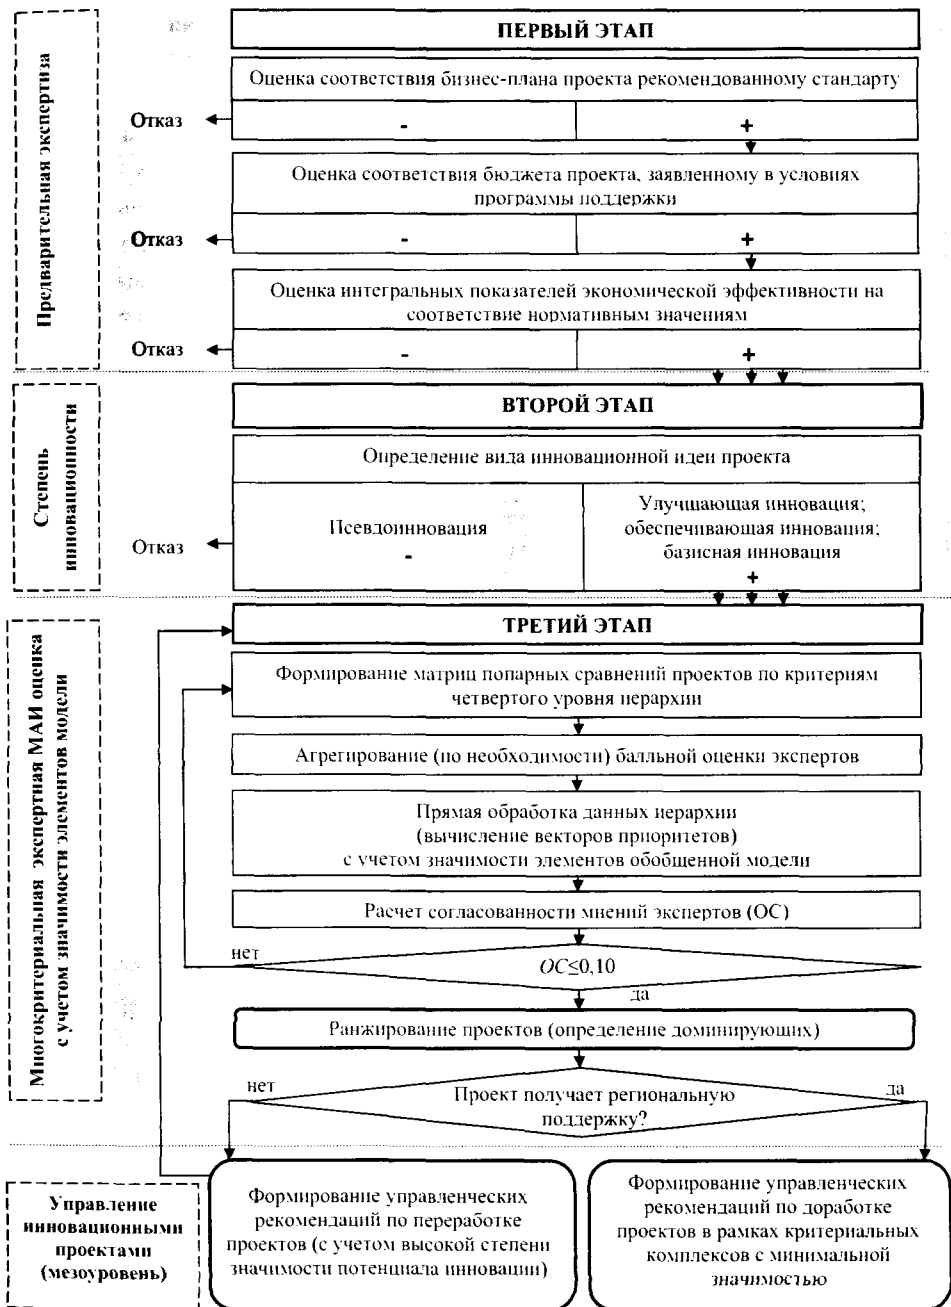 Предварительная экспертиза
ПЕРВЫЙ ЭТАП
Оценка соответствия бизнес-плана проекта рекомендованному стандарту
Отказ
-
+
Оценка соответствия бюджета проекта, заявленному в условиях
программы поддержки
Отказ
-
+
Оценка интегральных показателей экономической эффективности на
соответствие нормативным значениям
Отказ
-
+
Степень
инновационности
ВТОРОЙ ЭТАП
Определение вида инновационной идеи проекта
Отказ
Псевдоинновация
-
Улучшающая инновация;
обеспечивающая инновация;
базисная инновация
+
Многокритериальная экспертная МАИ оценка
с учетом значимости элементов модели
ТРЕТИЙ ЭТАП
Формирование матриц попарных сравнений проектов по критериям
четвертого уровня иерархии
Агрегирование (по необходимости) балльной оценки экспертов
Прямая обработка данных иерархии
(вычисление векторов приоритетов)
с учетом значимости элементов обобщенной модели
Расчет согласованности мнений экспертов (ОС)
нет
ОС≤0,10
да
Ранжирование проектов (определение доминирующих)
нет
Проект получает региональную
поддержку?
да
Управление
инновационными
проектами
(мезоуровень)
Формирование управленческих
рекомендаций по переработке
проектов (с учетом высокой степени
значимости потенциала инновации)
Формирование управленческих
рекомендаций по доработке
проектов в рамках критериальных
комплексов с минимальной
значимостью